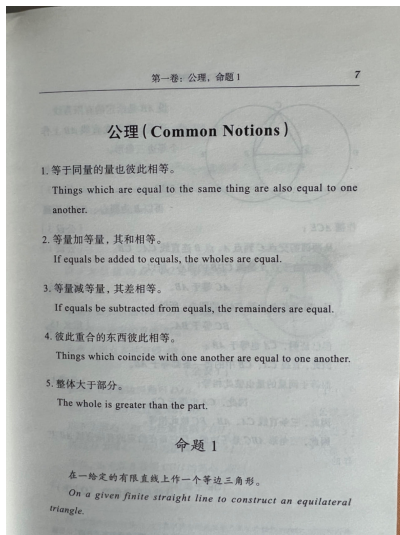 第一卷：公理，命题1 7
公理（Common Notions）
1. 等于同量的量也彼此相等。
Things which are equal to the same thing are also equal to one
another.
2. 等量加等量，其和相等。
If equals be added to equals, the wholes are equal.
3. 等量减等量，其差相等。
If equals be subtracted from equals, the remainders are equal.
4. 彼此重合的东西彼此相等。
Things which coincide with one another are equal to one another.
5. 整体大于部分。
The whole is greater than the part.
命题 1
在一给定的有限直线上作一个等边三角形。
On a given finite straight line to construct an equilateral
triangle.